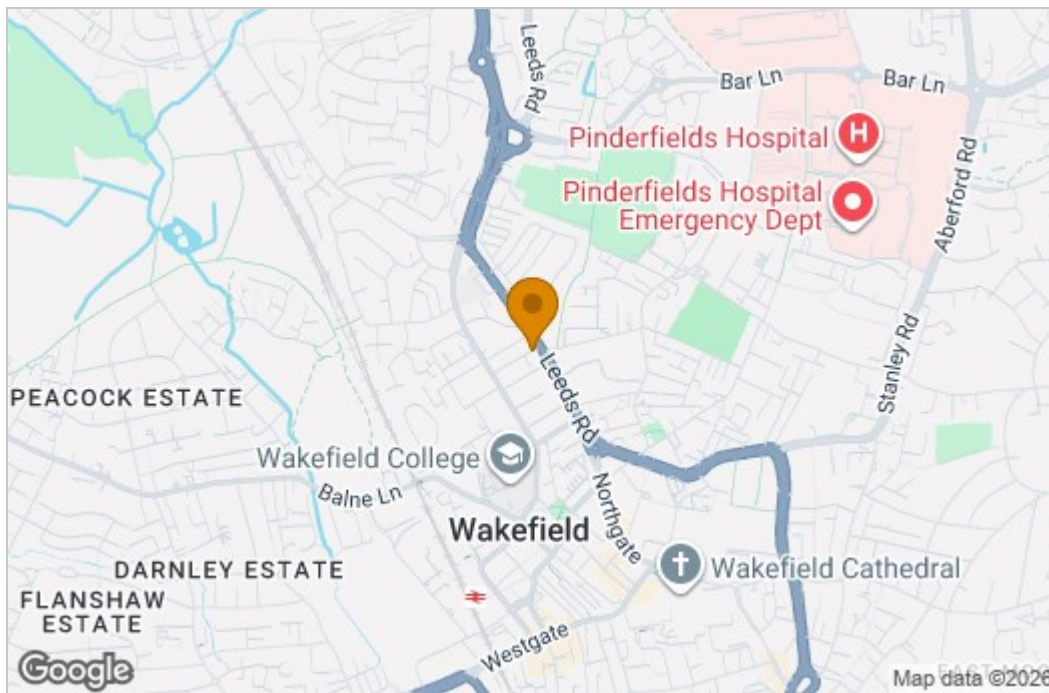 Leeds Rd
Bar Ln
Bar Ln
Pinderfields Hospital
H
Pinderfields Hospital
Emergency Dept
Aberford Rd
Stanley Rd
Leeds Rd
PEACOCK ESTATE
Wakefield College
Balne Ln
Northgate
Wakefield
Wakefield Cathedral
DARNLEY ESTATE
FLANSHAW
ESTATE
Westgate
Google
Map data ©2026